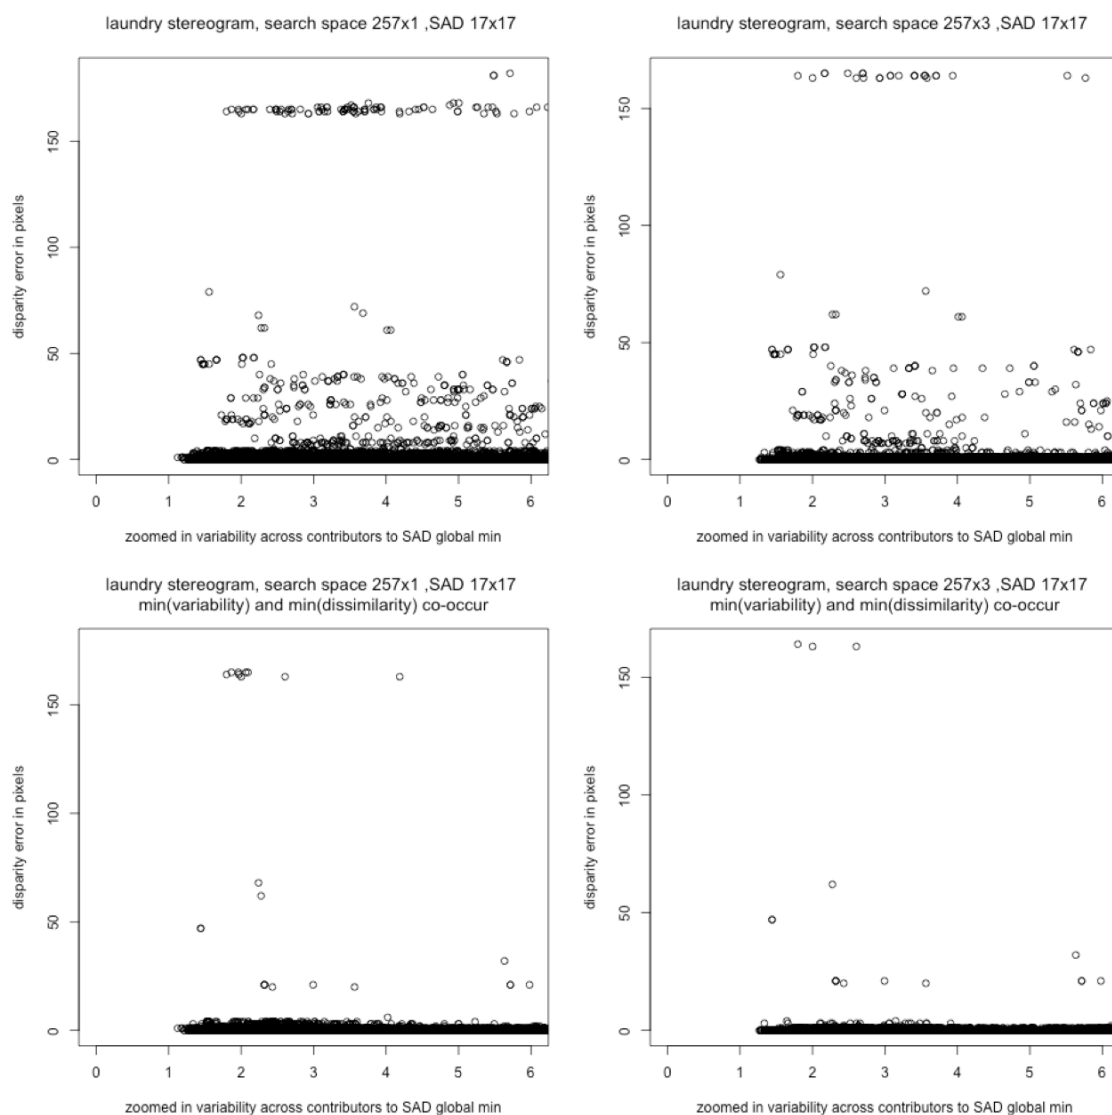 laundry stereogram, search space 257x1 ,SAD 17x17
disparity error in pixels
150
100
50
0
0 1 2 3 4 5 6
zoomed in variability across contributors to SAD global min
laundry stereogram, search space 257x3 ,SAD 17x17
disparity error in pixels
150
100
50
0
0 1 2 3 4 5 6
zoomed in variability across contributors to SAD global min
laundry stereogram, search space 257x1 ,SAD 17x17
min(variability) and min(dissimilarity) co-occur
disparity error in pixels
150
100
50
0
0 1 2 3 4 5 6
zoomed in variability across contributors to SAD global min
laundry stereogram, search space 257x3 ,SAD 17x17
min(variability) and min(dissimilarity) co-occur
disparity error in pixels
150
100
50
0
0 1 2 3 4 5 6
zoomed in variability across contributors to SAD global min